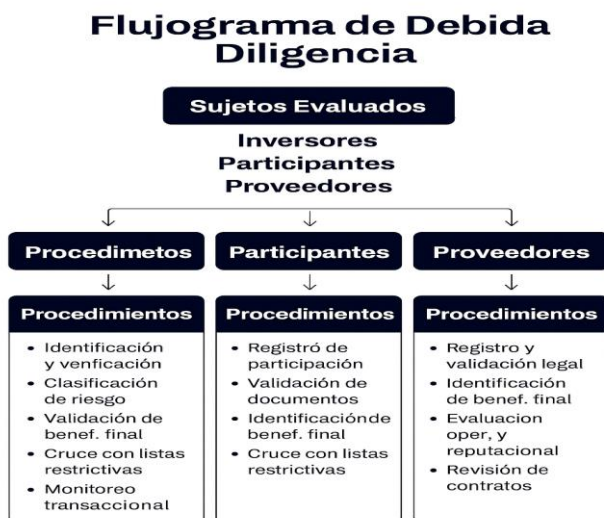 Flujograma de Debida
Diligencia
Sujetos Evaluados
Inversores
Participantes
Proveedores
Procedimetos
Participantes
Proveedores
Procedimientos
• Identificación
y venficación
• Clasificación
de riesgo
• Validación de
benef. final
• Cruce con listas
restrictivas
• Monitoreo
transaccional
Procedimientos
• Registró de
participación
• Validación de
documentos
• Identificaciónde
benef. final
• Cruce con listas
restrictivas
Procedimientos
• Registro y
validación legal
• Identificación
de benef. final
• Evaluacion
oper, y
reputacional
• Revisión de
contratos